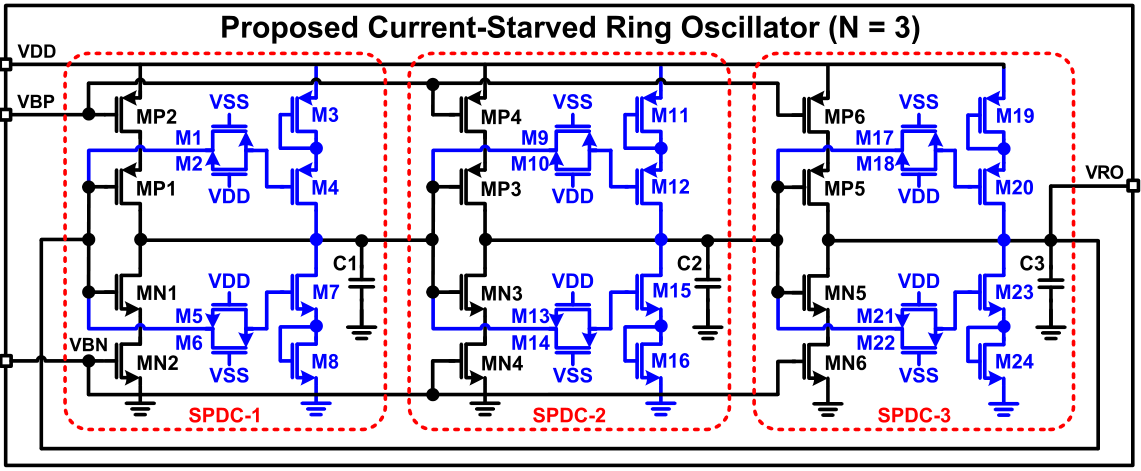 Proposed Current-Starved Ring Oscillator (N = 3)
VDD
VBP
MP2
VSS
M3
M1
M2
MP1
VDD
M4
MP4
VSS
M11
M9
M10
MP3
VDD
M12
MP6
VSS
M19
M17
M18
MP5
VDD
M20
VRO
C1
C2
C3
MN1
VDD
M7
M5
M6
VBN
MN2
VSS
M8
MN3
VDD
M15
M13
M14
MN4
VSS
M16
MN5
VDD
M23
M21
M22
MN6
VSS
M24
SPDC-1
SPDC-2
SPDC-3